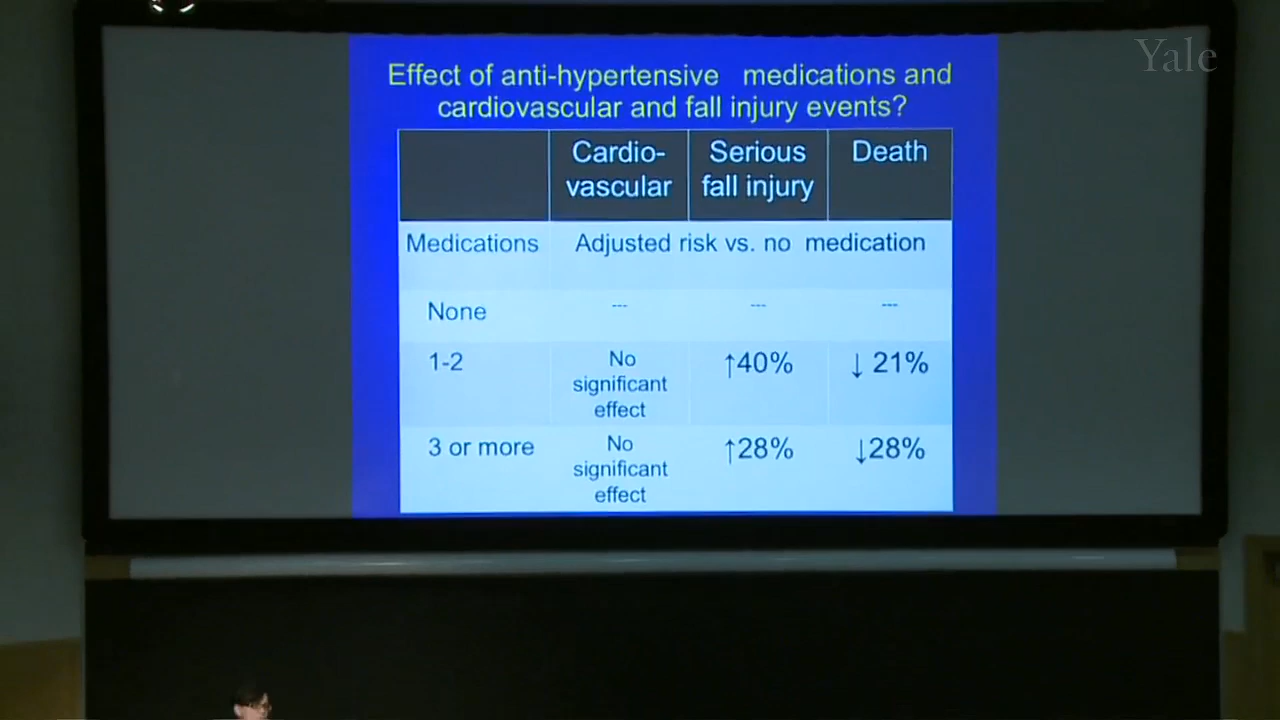 Yale
Effect of anti-hypertensive medications and
cardiovascular and fall injury events?
Cardio-
vascular
Serious
fall injury
Death
Medications
Adjusted risk vs. no medication
None
---
---
---
1-2
No
significant
effect
↑40%
↓ 21%
3 or more
No
significant
effect
↑28%
↓28%